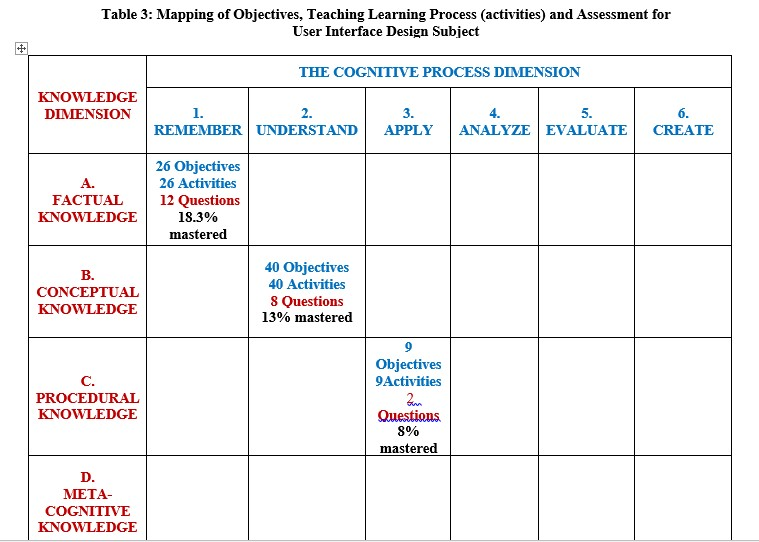 Table 3: Mapping of Objectives, Teaching Learning Process (activities) and Assessment for
User Interface Design Subject
KNOWLEDGE
DIMENSION
THE COGNITIVE PROCESS DIMENSION
1.
REMEMBER
2.
UNDERSTAND
3.
APPLY
4.
ANALYZE
5.
EVALUATE
6.
CREATE
A.
FACTUAL
KNOWLEDGE
26 Objectives
26 Activities
12 Questions
18.3%
mastered
B.
CONCEPTUAL
KNOWLEDGE
40 Objectives
40 Activities
8 Questions
13% mastered
C.
PROCEDURAL
KNOWLEDGE
9
Objectives
9Activities
2
Questions
8%
mastered
D.
META-
COGNITIVE
KNOWLEDGE